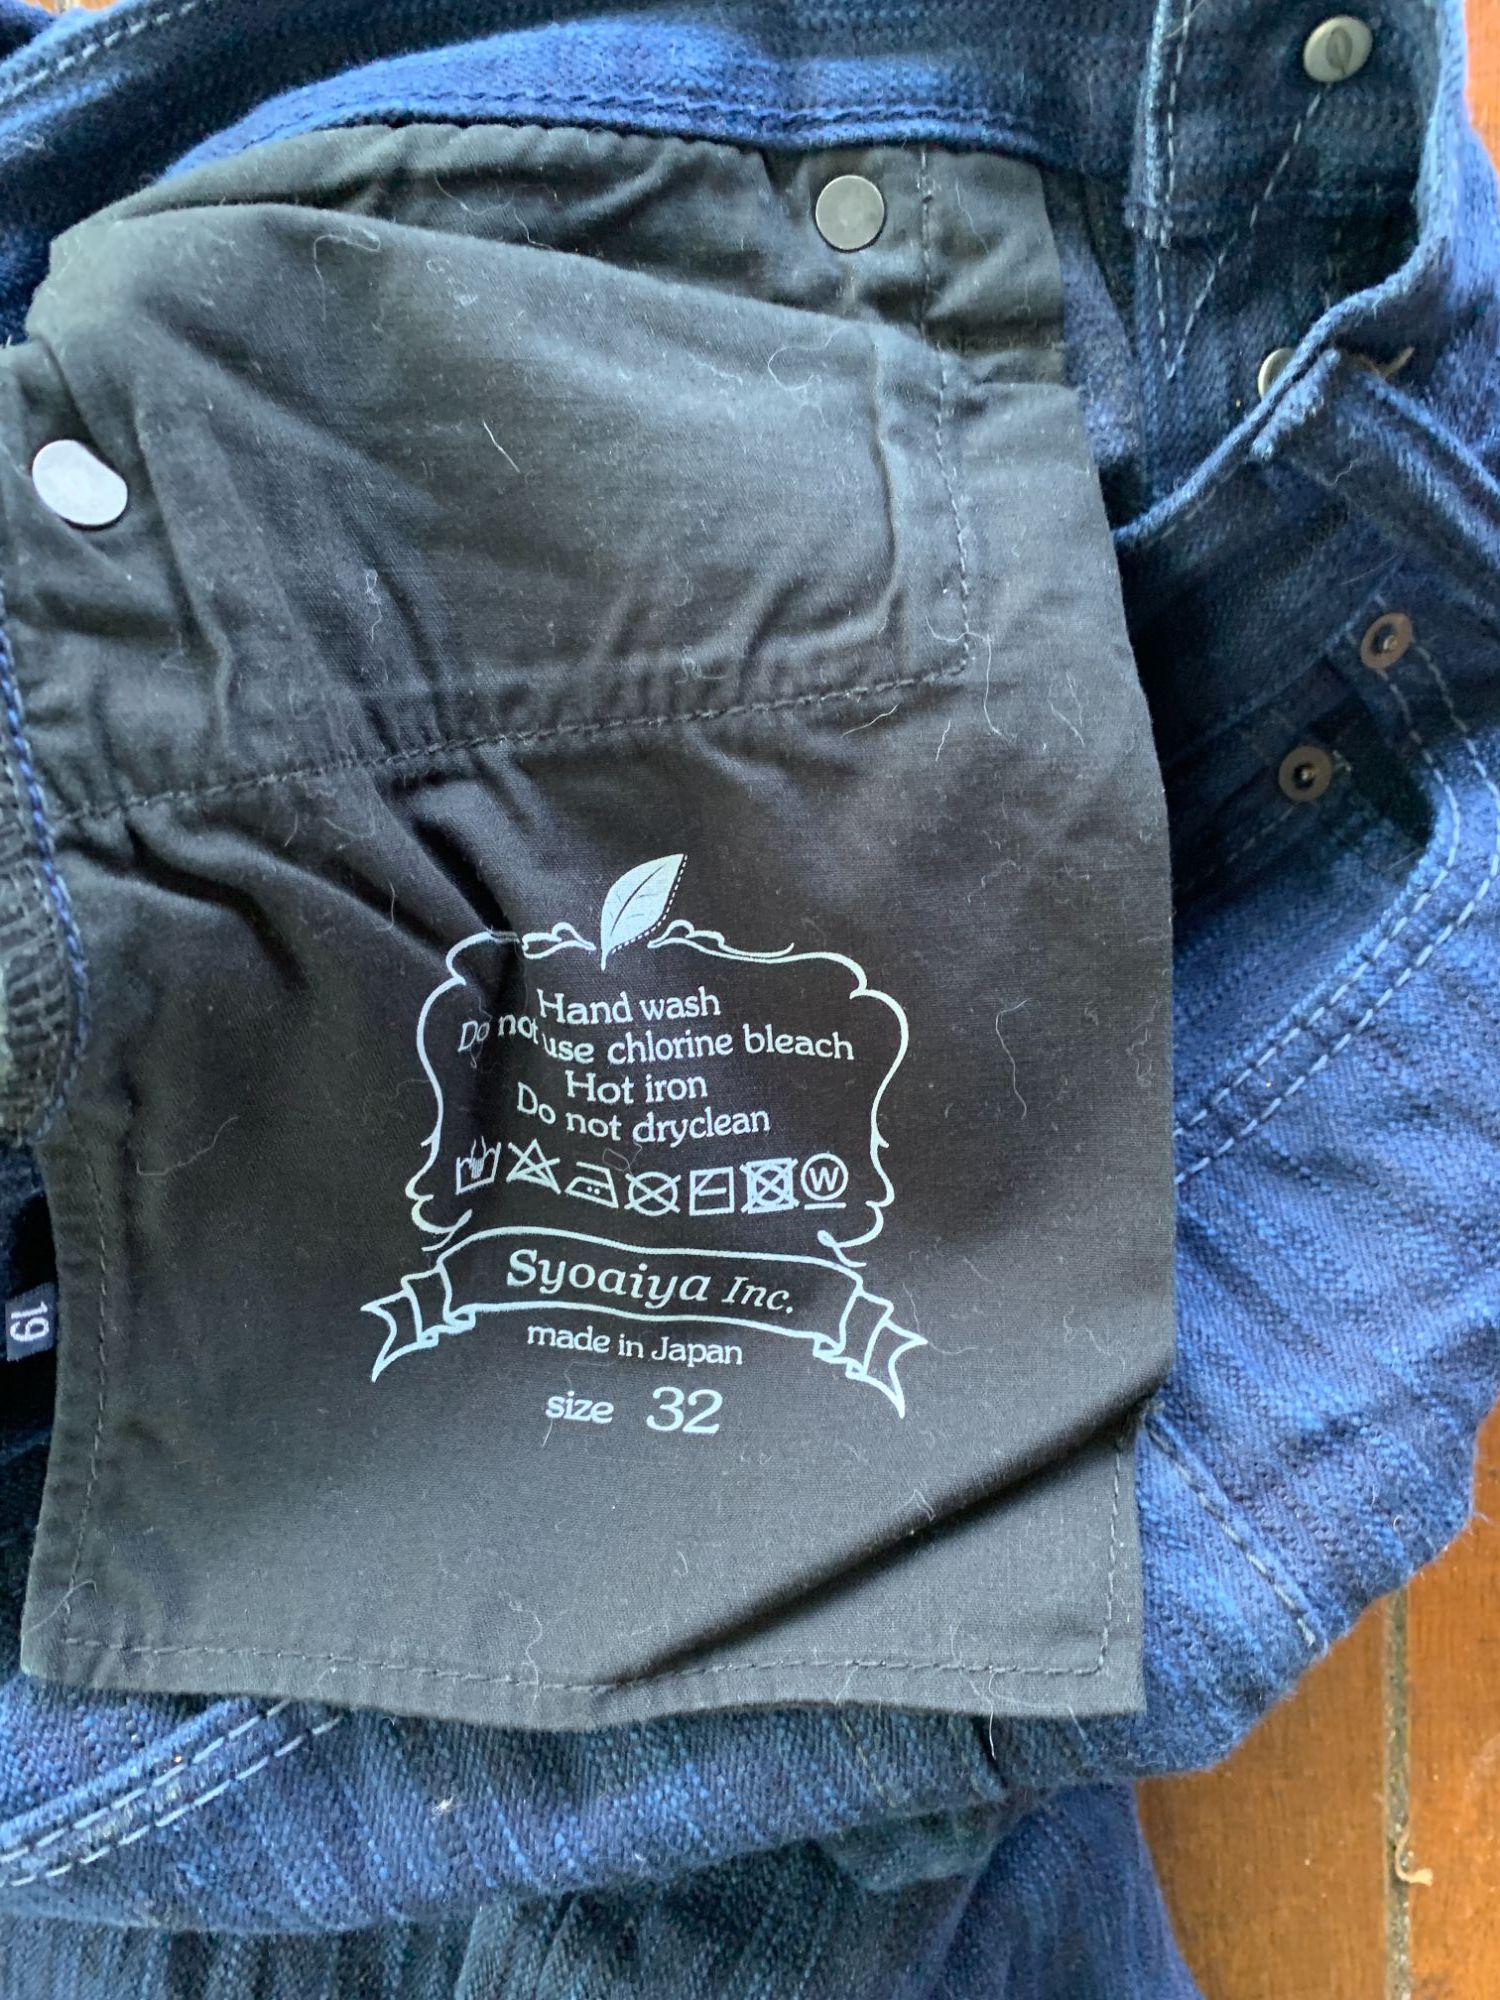 Hand wash
Do not use chlorine bleach
Hot iron
Do not dryclean
W
Syoaiya Inc.
made in Japan
size 32
19